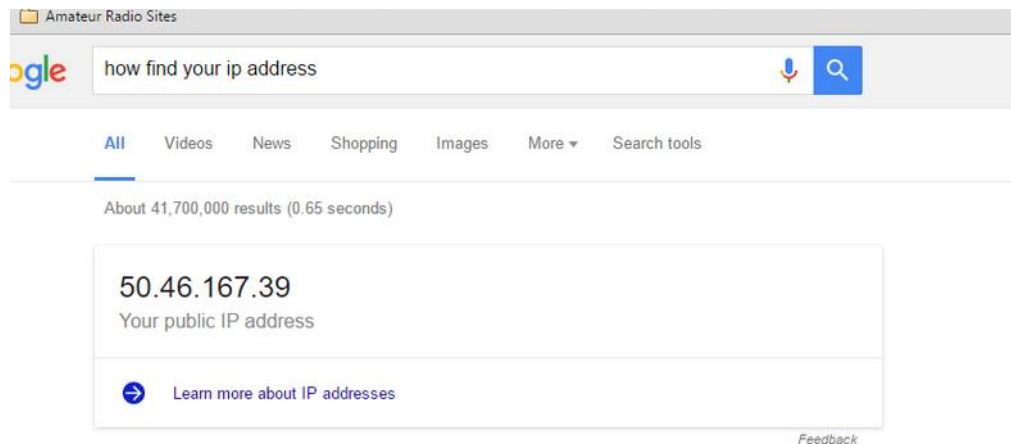 Amateur Radio Sites
ogle how find your ip address
All Videos News Shopping Images More Search tools
About 41,700,000 results (0.65 seconds)
50.46.167.39
Your public IP address
Learn more about IP addresses
Feedback